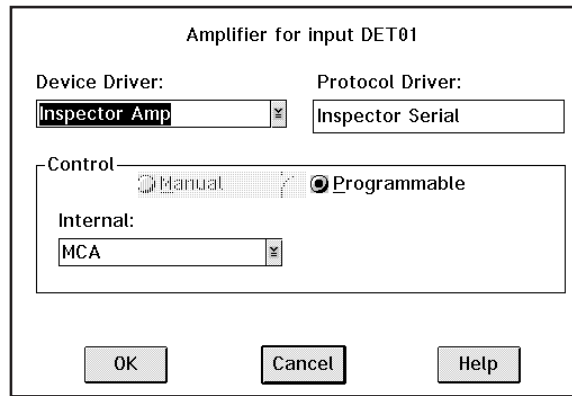 Amplifier for input DET01
Device Driver: Protocol Driver:
Inspector Amp Inspector Serial
Control
Manual Programmable
Internal:
MCA
OK Cancel Help